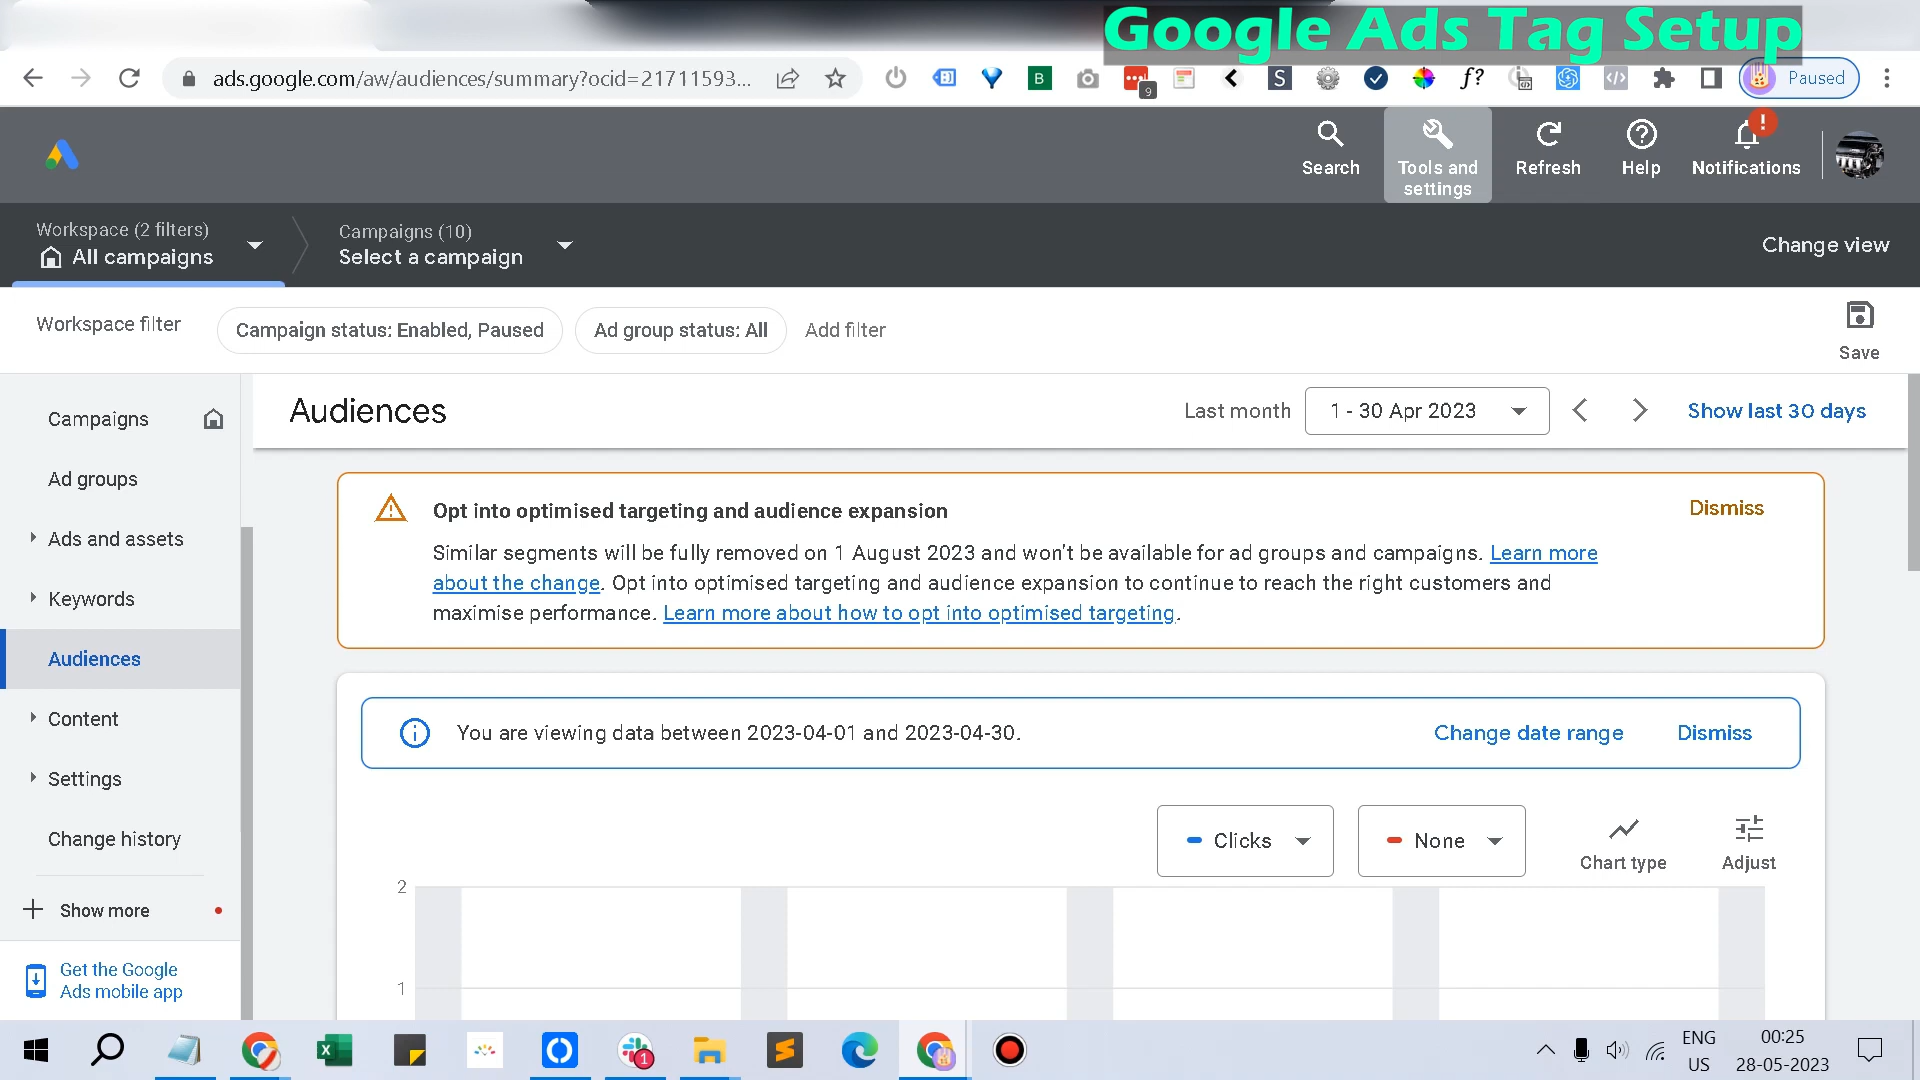 Google Ads Tag Setup
ads.google.com/aw/audiences/summary?ocid=21711593...
B
9
S
f?
Paused
Search
Tools and
settings
Refresh
Help
Notifications
!
Workspace (2 filters)
All campaigns
Campaigns (10)
Select a campaign
Change view
Workspace filter
Campaign status: Enabled, Paused
Ad group status: All
Add filter
Save
Campaigns
Ad groups
Ads and assets
Keywords
Audiences
Content
Settings
Change history
Show more
Get the Google
Ads mobile app
Audiences
Last month
1 - 30 Apr 2023
Show last 30 days
Opt into optimised targeting and audience expansion
Dismiss
Similar segments will be fully removed on 1 August 2023 and won't be available for ad groups and campaigns. Learn more
about the change. Opt into optimised targeting and audience expansion to continue to reach the right customers and
maximise performance. Learn more about how to opt into optimised targeting.
You are viewing data between 2023-04-01 and 2023-04-30.
Change date range
Dismiss
Clicks
None
Chart type
Adjust
2
1
1
ENG
US
00:25
28-05-2023